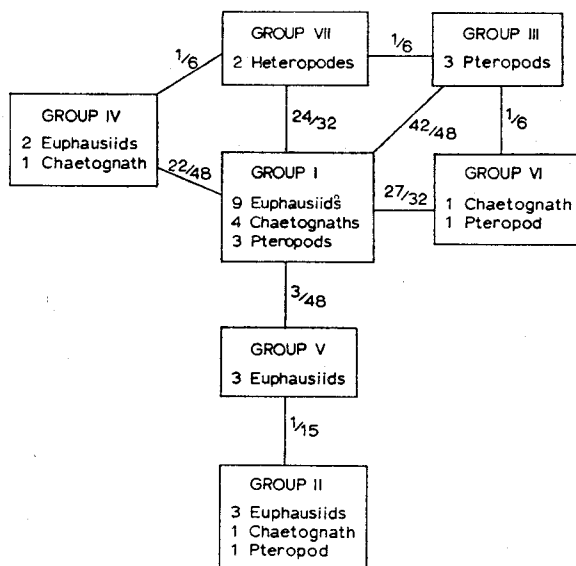 GROUP VII
2 Heteropodes
GROUP III
3 Pteropods
1/6
1/6
GROUP IV
2 Euphausiids
1 Chaetognath
24/32
42/48
1/6
22/48
GROUP I
9 Euphausiids
4 Chaetognaths
3 Pteropods
27/32
GROUP VI
1 Chaetognath
1 Pteropod
3/48
GROUP V
3 Euphausiids
1/15
GROUP II
3 Euphausiids
1 Chaetognath
1 Pteropod